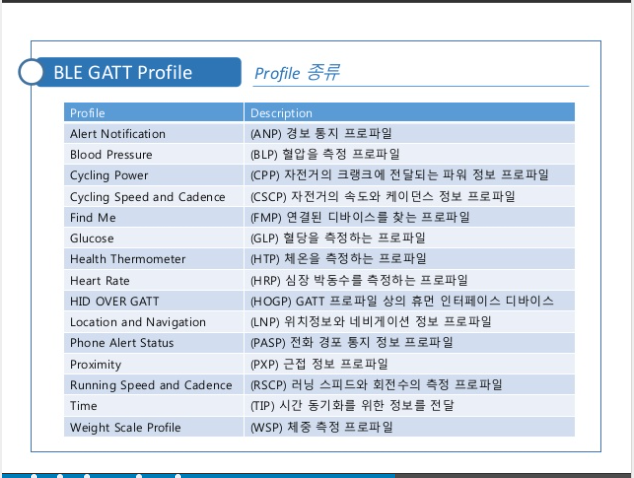 BLE GATT Profile
Profile 종류
Profile Description
Alert Notification (ANP) 경보 통지 프로파일
Blood Pressure (BLP) 혈압을 측정 프로파일
Cycling Power (CPP) 자전거의 크랭크에 전달되는 파워 정보 프로파일
Cycling Speed and Cadence (CSCP) 자전거의 속도와 케이던스 정보 프로파일
Find Me (FMP) 연결된 디바이스를 찾는 프로파일
Glucose (GLP) 혈당을 측정하는 프로파일
Health Thermometer (HTP) 체온을 측정하는 프로파일
Heart Rate (HRP) 심장 박동수를 측정하는 프로파일
HID OVER GATT (HOGP) GATT 프로파일 상의 휴먼 인터페이스 디바이스
Location and Navigation (LNP) 위치정보와 네비게이션 정보 프로파일
Phone Alert Status (PASP) 전화 경포 통지 정보 프로파일
Proximity (PXP) 근접 정보 프로파일
Running Speed and Cadence (RSCP) 러닝 스피드와 회전수의 측정 프로파일
Time (TIP) 시간 동기화를 위한 정보를 전달
Weight Scale Profile (WSP) 체중 측정 프로파일